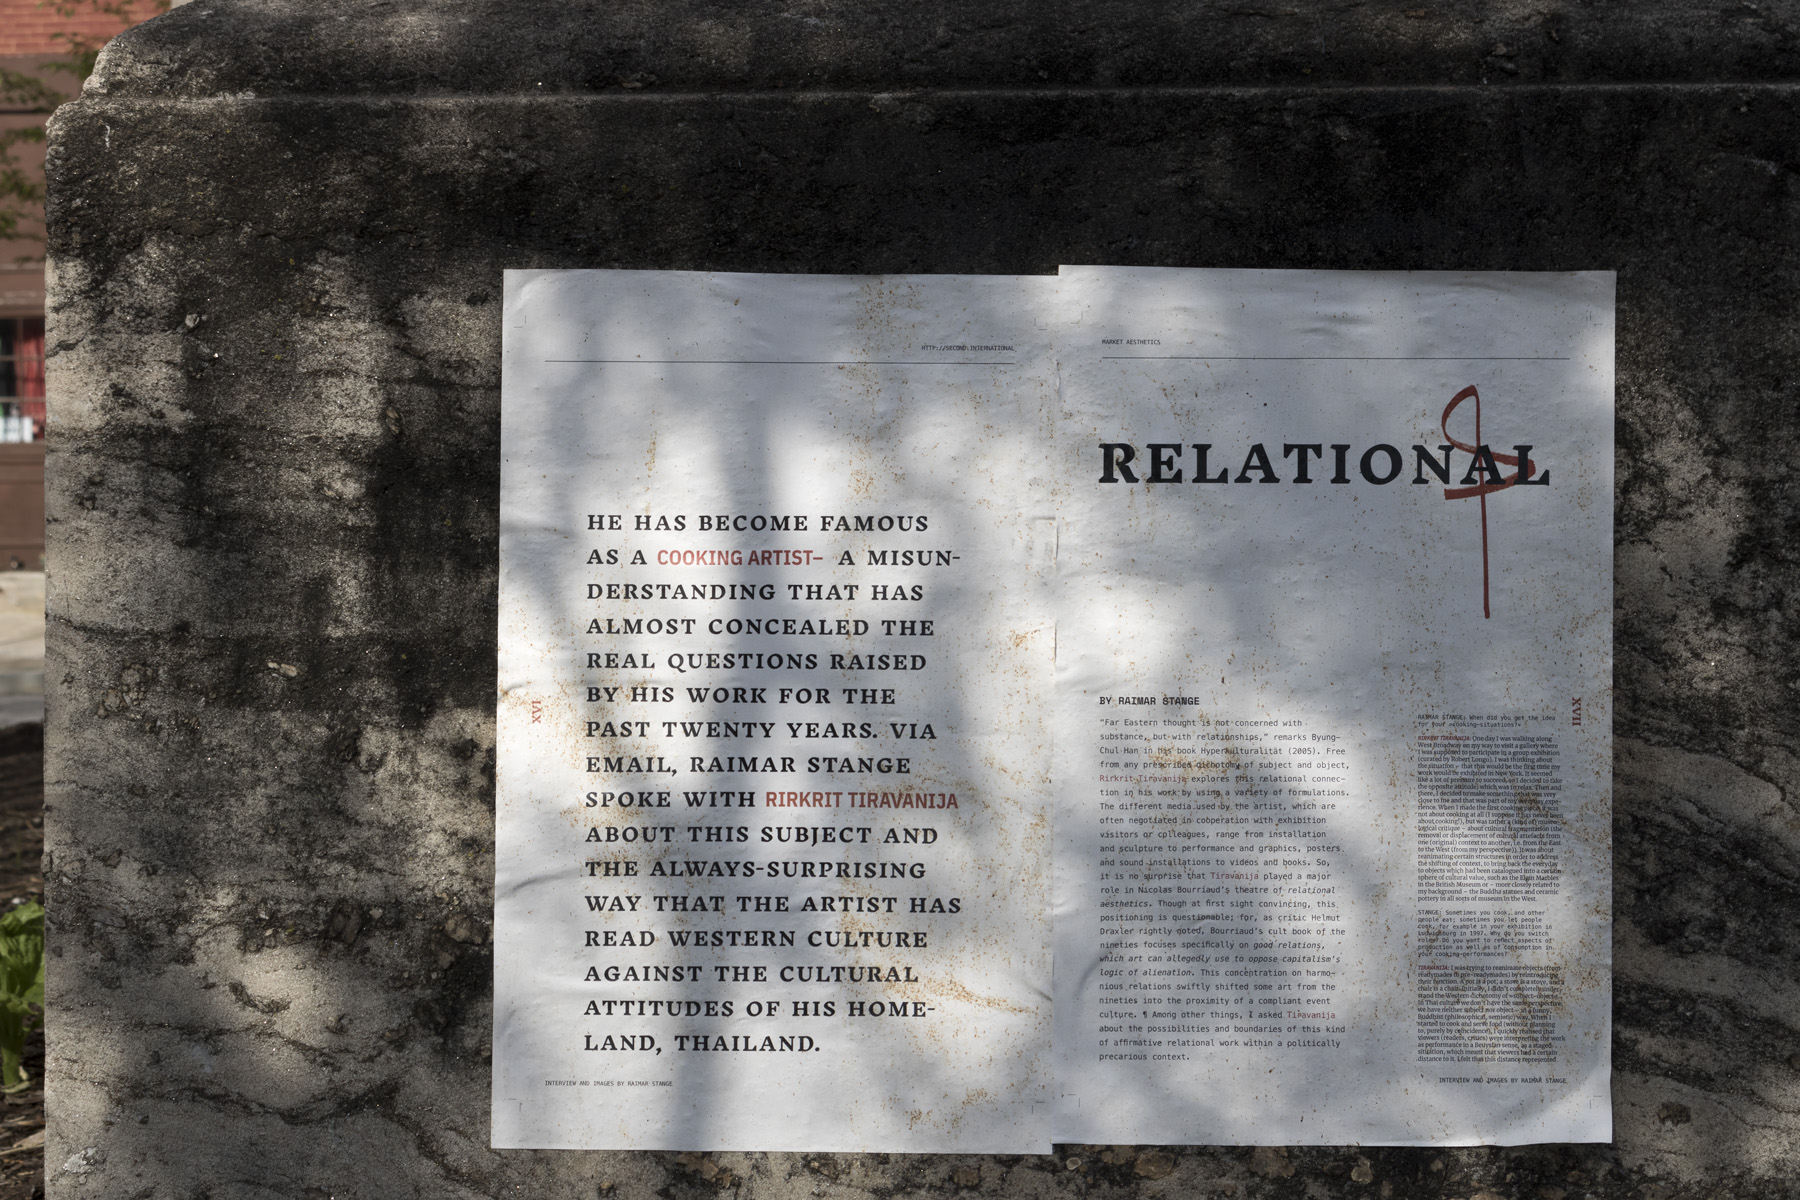 HTTP://SECOND.INTERNATIONAL
HE HAS BECOME FAMOUS
AS A COOKING ARTIST– A MISUN-
DERSTANDING THAT HAS
ALMOST CONCEALED THE
REAL QUESTIONS RAISED
BY HIS WORK FOR THE
PAST TWENTY YEARS. VIA
EMAIL, RAIMAR STANGE
SPOKE WITH RIRKRIT TIRAVANIJA
ABOUT THIS SUBJECT AND
THE ALWAYS-SURPRISING
WAY THAT THE ARTIST HAS
READ WESTERN CULTURE
AGAINST THE CULTURAL
ATTITUDES OF HIS HOME-
LAND, THAILAND.
XVI
INTERVIEW AND IMAGES BY RAIMAR STANGE
MARKET AESTHETICS
RELATIONAL
BY RAIMAR STANGE
"Far Eastern thought is not concerned with
substance, but with relationships," remarks Byung-
Chul Han in his book Hyperkulturalität (2005). Free
from any prescribed dichotomy of subject and object,
Rirkrit Tiravanija explores this relational connec-
tion in his work by using a variety of formulations.
The different media used by the artist, which are
often negotiated in cooperation with exhibition
visitors or colleagues, range from installation
and sculpture to performance and graphics, posters
and sound installations to videos and books. So,
it is no surprise that Tiravanija played a major
role in Nicolas Bourriaud's theatre of relational
aesthetics. Though at first sight convincing, this
positioning is questionable; for, as critic Helmut
Draxler rightly noted, Bourriaud's cult book of the
nineties focuses specifically on good relations,
which art can allegedly use to oppose capitalism's
logic of alienation. This concentration on harmo-
nious relations swiftly shifted some art from the
nineties into the proximity of a compliant event
culture. ¶ Among other things, I asked Tiravanija
about the possibilities and boundaries of this kind
of affirmative relational work within a politically
precarious context.
RAIMAR STANGE: When did you get the idea
for your «cooking-situations?»
RIRKRIT TIRAVANIJA: One day I was walking along
West Broadway on my way to visit a gallery where
I was supposed to participate in a group exhibition
(curated by Robert Longo). I was thinking about
the situation – that this would be the first time my
work would be exhibited in New York. It seemed
like a lot of pressure to succeed, so I decided to take
the opposite attitude, which was to relax. Then and
there, I decided to make something that was very
close to me and that was part of my everyday expe-
rience. When I made the first cooking piece, it was
not about cooking at all (I suppose it has never been
about cooking!), but was rather a (kind of) museo-
logical critique – about cultural fragmentation (the
removal or displacement of cultural artefacts from
one (original) context to another, i.e. from the East
to the West (from my perspective)). It was about
reanimating certain structures in order to address
the shifting of context, to bring back the everyday
to objects which had been catalogued into a certain
sphere of cultural value, such as the Elgin Marbles
in the British Museum or – more closely related to
my background – the Buddha statues and ceramic
pottery in all sorts of museum in the West.
STANGE: Sometimes you cook, and other
people eat; sometimes you let people
cook, for example in your exhibition in
Ludwigsburg in 1997. Why do you switch
roles? Do you want to reflect aspects of
production as well as of consumption in
your cooking-performances?
TIRAVANIJA: I was trying to reanimate objects (from
readymades to pre-readymades) by reintroducing
their function. A pot is a pot; a stove is a stove, and a
chair is a chair. Initially, I didn't completely under-
stand the Western dichotomy of «subject–object».
In Thai culture we don't have the same perspective,
we have neither subject nor object – in a funny,
Buddhist (philosophical, semiotic) way. When I
started to cook and serve food (without planning
to, purely by coincidence), I quickly realised that
viewers (readers, critics) were interpreting the work
as performance in a Beuysian sense, as a staged
situation, which meant that viewers had a certain
distance to it. I felt that this distance represented
XVII
INTERVIEW AND IMAGES BY RAIMAR STANGE